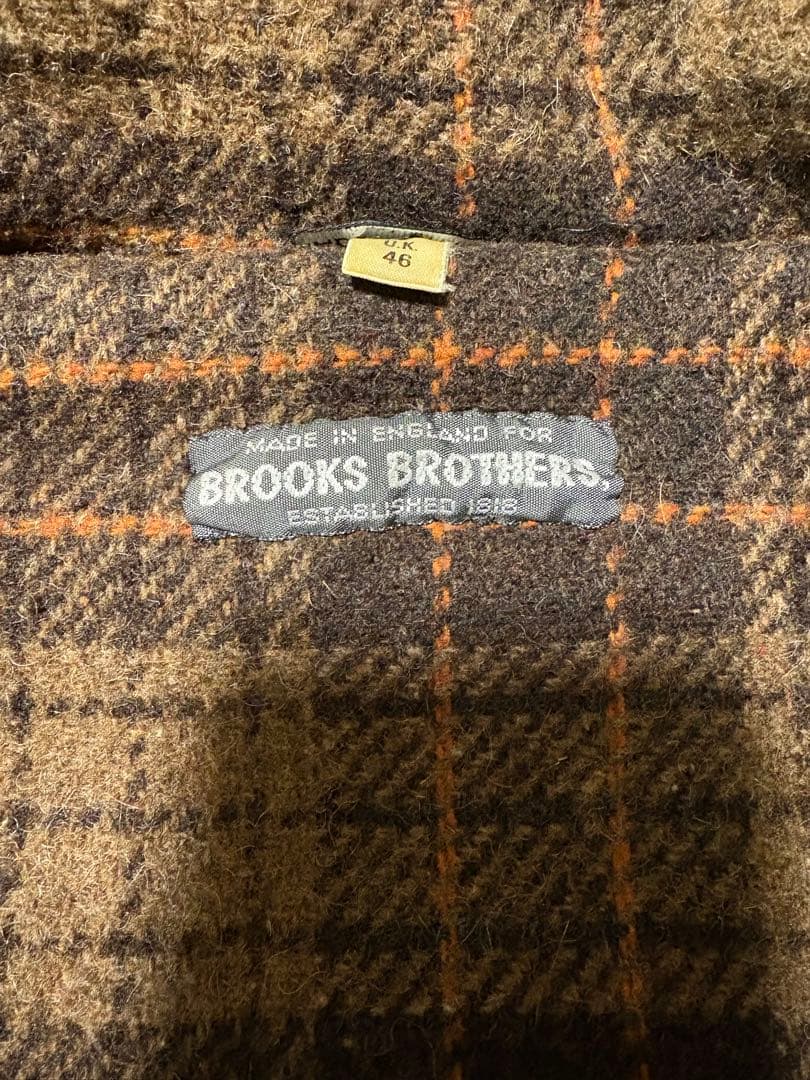 U.K.
46
MADE IN ENGLAND FOR
BROOKS BROTHERS,
ESTABLISHED 1818